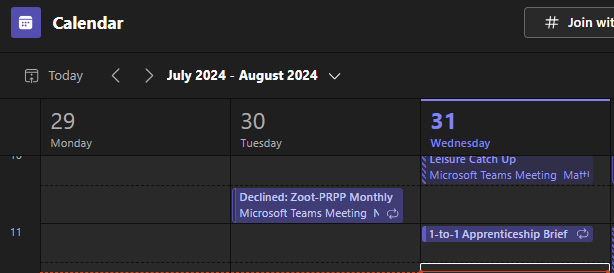 Calendar
# Join wit
Today
July 2024 - August 2024
29
Monday
30
Tuesday
31
Wednesday
10
Leisure Catch Up
Microsoft Teams Meeting Matt
Declined: Zoot-PRPP Monthly
Microsoft Teams Meeting N
11
1-to-1 Apprenticeship Brief